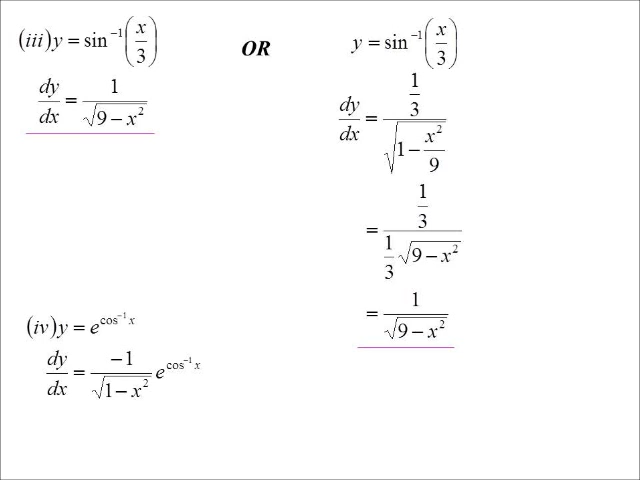 (iii) y = sin⁻¹(x/3)
dy/dx = 1/√(9 − x²)
OR
y = sin⁻¹(x/3)
dy/dx = (1/3)/√(1 − x²/9)
= (1/3)/((1/3)√(9 − x²))
= 1/√(9 − x²)
(iv) y = e^(cos⁻¹ x)
dy/dx = −1/√(1 − x²) e^(cos⁻¹ x)